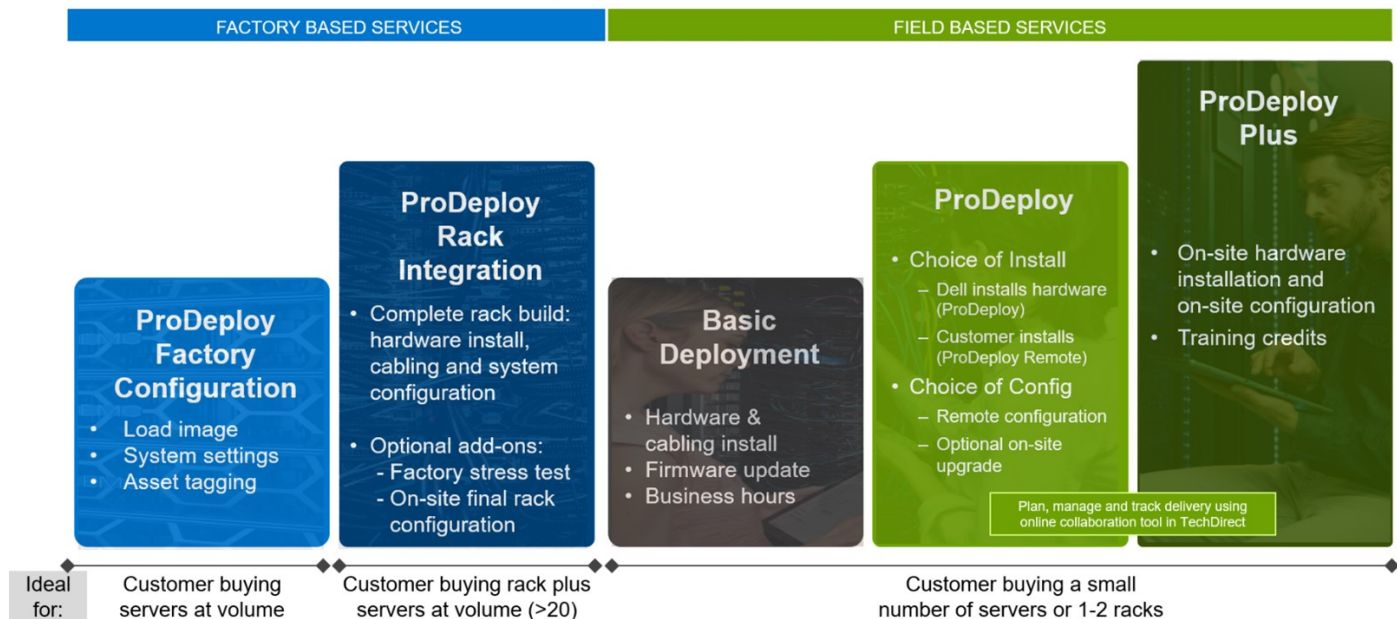 FACTORY BASED SERVICES
FIELD BASED SERVICES
ProDeploy
Factory
Configuration
• Load image
• System settings
• Asset tagging
ProDeploy
Rack
Integration
• Complete rack build:
hardware install,
cabling and system
configuration
• Optional add-ons:
- Factory stress test
- On-site final rack
configuration
Basic
Deployment
• Hardware &
cabling install
• Firmware update
• Business hours
ProDeploy
• Choice of Install
– Dell installs hardware
(ProDeploy)
– Customer installs
(ProDeploy Remote)
• Choice of Config
– Remote configuration
– Optional on-site
upgrade
ProDeploy
Plus
• On-site hardware
installation and
on-site configuration
• Training credits
Plan, manage and track delivery using
online collaboration tool in TechDirect
Ideal
for:
Customer buying
servers at volume
Customer buying rack plus
servers at volume (>20)
Customer buying a small
number of servers or 1-2 racks